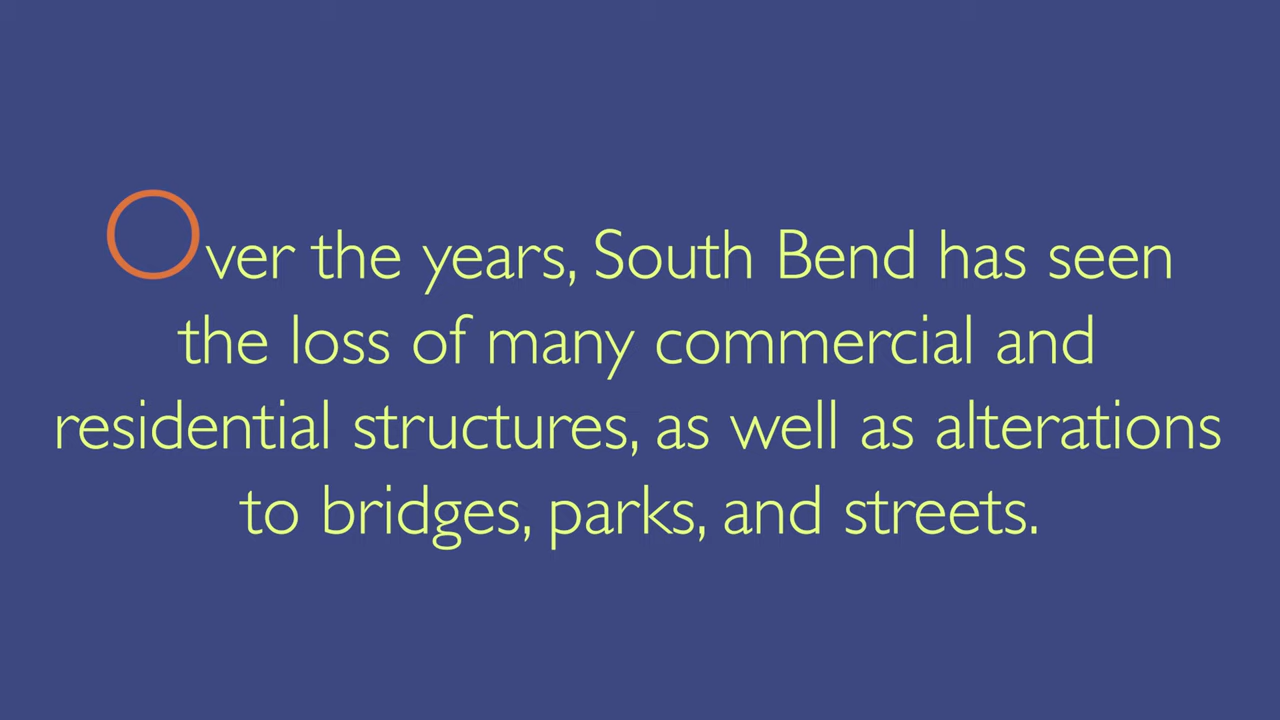 Over the years, South Bend has seen
the loss of many commercial and
residential structures, as well as alterations
to bridges, parks, and streets.